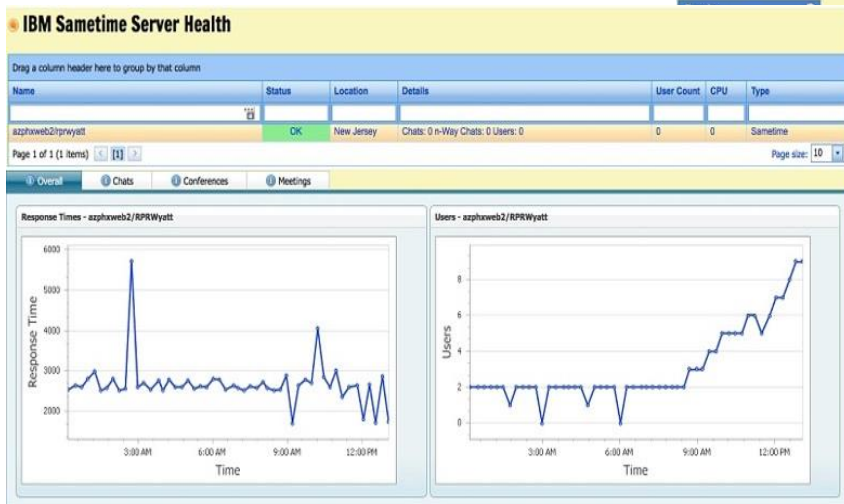 IBM Sametime Server Health
Drag a column header here to group by that column
Name Status Location Details User Count CPU Type
azphxweb2/rprwyatt OK New Jersey Chats: 0 n-Way Chats: 0 Users: 0 0 0 Sametime
Page 1 of 1 (1 items) < [1] > Page size: 10
Overall Chats Conferences Meetings
Response Times - azphxweb2/RPRWyatt
6000
5000
4000
3000
2000
Response Time
3:00 AM 6:00 AM 9:00 AM 12:00 PM
Time
Users - azphxweb2/RPRWyatt
8
6
4
2
0
Users
3:00 AM 6:00 AM 9:00 AM 12:00 PM
Time